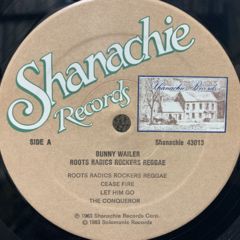 Shanachie
Records
SIDE A
Shanachie Records
Shanachie 43013
BUNNY WAILER
ROOTS RADICS ROCKERS REGGAE
ROOTS RADICS ROCKERS REGGAE
CEASE FIRE
LET HIM GO
THE CONQUEROR
℗ 1983 Shanachie Records Corp.
© 1983 Solomonic Records